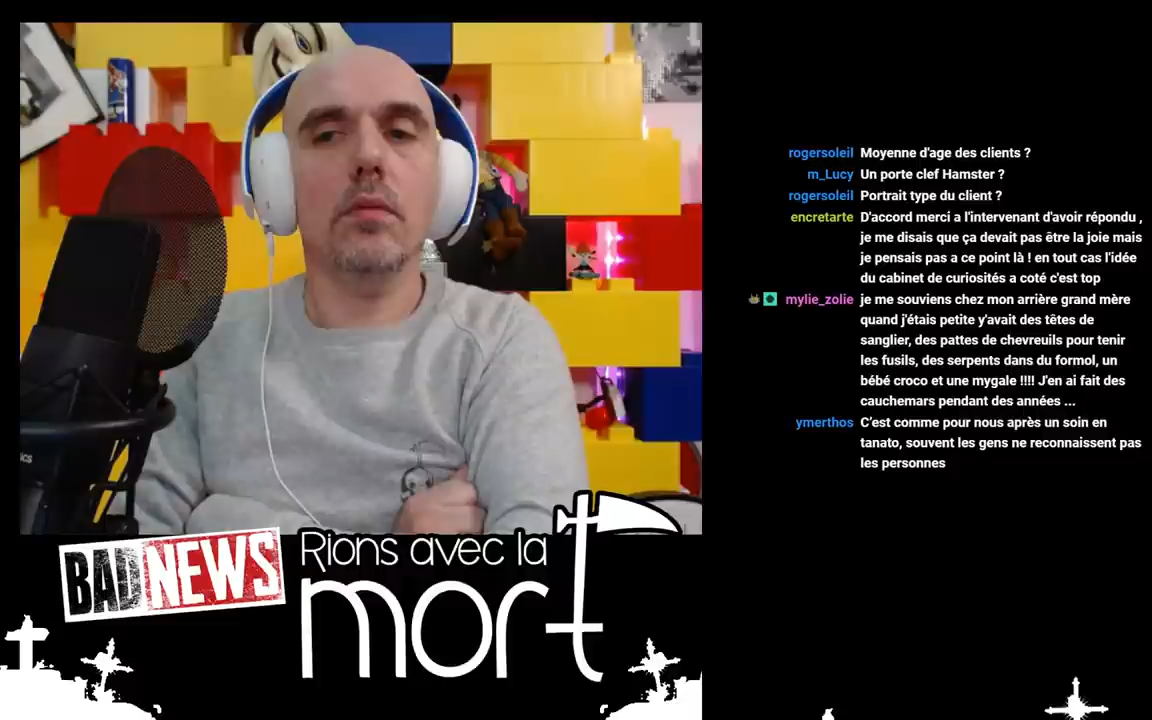 rogersoleil Moyenne d'age des clients ?
m_Lucy Un porte clef Hamster ?
rogersoleil Portrait type du client ?
encretarte D'accord merci a l'intervenant d'avoir répondu ,
je me disais que ça devait pas être la joie mais
je pensais pas a ce point là ! en tout cas l'idée
du cabinet de curiosités a coté c'est top
mylie_zolie je me souviens chez mon arrière grand mère
quand j'étais petite y'avait des têtes de
sanglier, des pattes de chevreuils pour tenir
les fusils, des serpents dans du formol, un
bébé croco et une mygale !!!! J'en ai fait des
cauchemars pendant des années ...
ymerthos C'est comme pour nous après un soin en
tanato, souvent les gens ne reconnaissent pas
les personnes
BAD NEWS
Rions avec la
mort